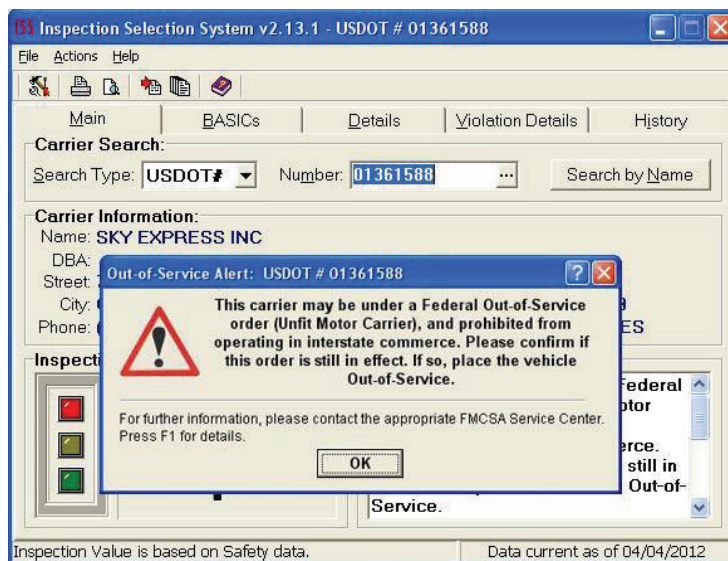 Inspection Selection System v2.13.1 - USDOT # 01361588
File Actions Help
Main BASICs Details Violation Details History
Carrier Search:
Search Type: USDOT# Number: 01361588 ... Search by Name
Carrier Information:
Name: SKY EXPRESS INC
DBA:
Street:
City:
Phone: ES
Out-of-Service Alert: USDOT # 01361588
This carrier may be under a Federal Out-of-Service
order (Unfit Motor Carrier), and prohibited from
operating in interstate commerce. Please confirm if
this order is still in effect. If so, place the vehicle
Out-of-Service.
For further information, please contact the appropriate FMCSA Service Center.
Press F1 for details.
OK
Federal
still in
Out-of-
Service.
Inspection Value is based on Safety data. Data current as of 04/04/2012